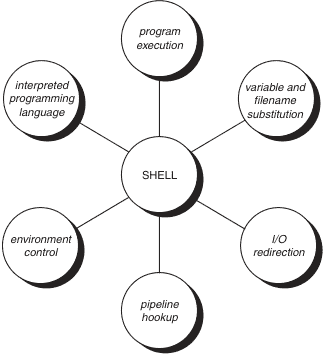 program
execution
interpreted
programming
language
variable and
filename
substitution
SHELL
environment
control
I/O
redirection
pipeline
hookup